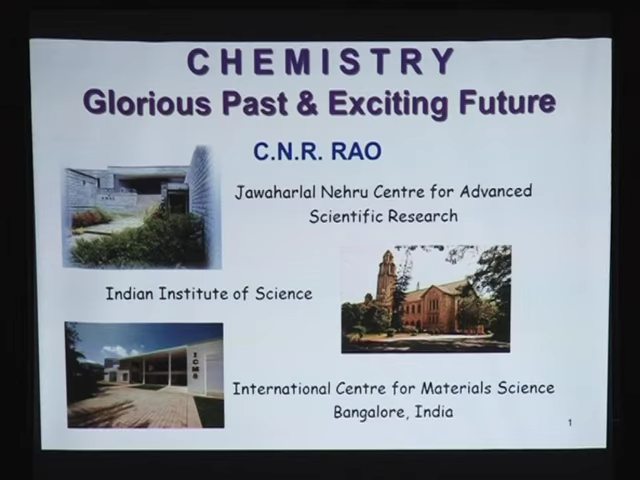 CHEMISTRY
Glorious Past & Exciting Future
C.N.R. RAO
Jawaharlal Nehru Centre for Advanced
Scientific Research
Indian Institute of Science
ICMS
International Centre for Materials Science
Bangalore, India
1